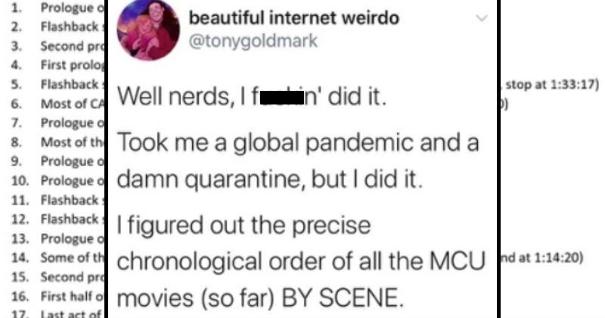 beautiful internet weirdo
@tonygoldmark
Well nerds, I f in' did it.
Took me a global pandemic and a
damn quarantine, but I did it.
I figured out the precise
chronological order of all the MCU
movies (so far) BY SCENE.
1. Prologue o
2. Flashback
3. Second pro
4. First prolog
5. Flashback
6. Most of CA
7. Prologue o
8. Most of th
9. Prologue o
10. Prologue o
11. Flashback
12. Flashback
13. Prologue o
14. Some of th
15. Second pro
16. First half o
17. Last act of
stop at 1:33:17)
nd at 1:14:20)